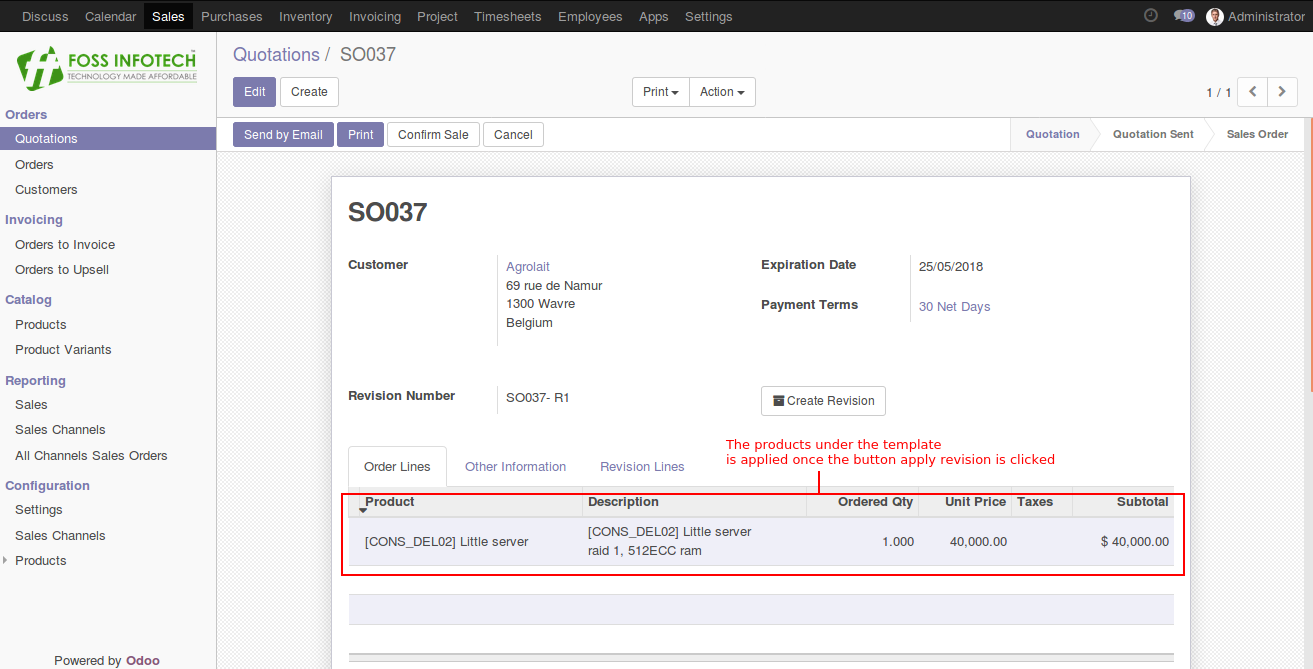 Discuss Calendar Sales Purchases Inventory Invoicing Project Timesheets Employees Apps Settings 10 Administrator
FOSS INFOTECH
TECHNOLOGY MADE AFFORDABLE
Orders
Quotations
Orders
Customers
Invoicing
Orders to Invoice
Orders to Upsell
Catalog
Products
Product Variants
Reporting
Sales
Sales Channels
All Channels Sales Orders
Configuration
Settings
Sales Channels
Products
Powered by Odoo
Quotations / SO037
Edit Create Print Action 1 / 1
Send by Email Print Confirm Sale Cancel Quotation Quotation Sent Sales Order
SO037
Customer
Agrolait
69 rue de Namur
1300 Wavre
Belgium
Expiration Date 25/05/2018
Payment Terms 30 Net Days
Revision Number SO037- R1 Create Revision
The products under the template
is applied once the button apply revision is clicked
Order Lines Other Information Revision Lines
Product Description Ordered Qty Unit Price Taxes Subtotal
[CONS_DEL02] Little server
[CONS_DEL02] Little server
raid 1, 512ECC ram
1.000 40,000.00 $ 40,000.00